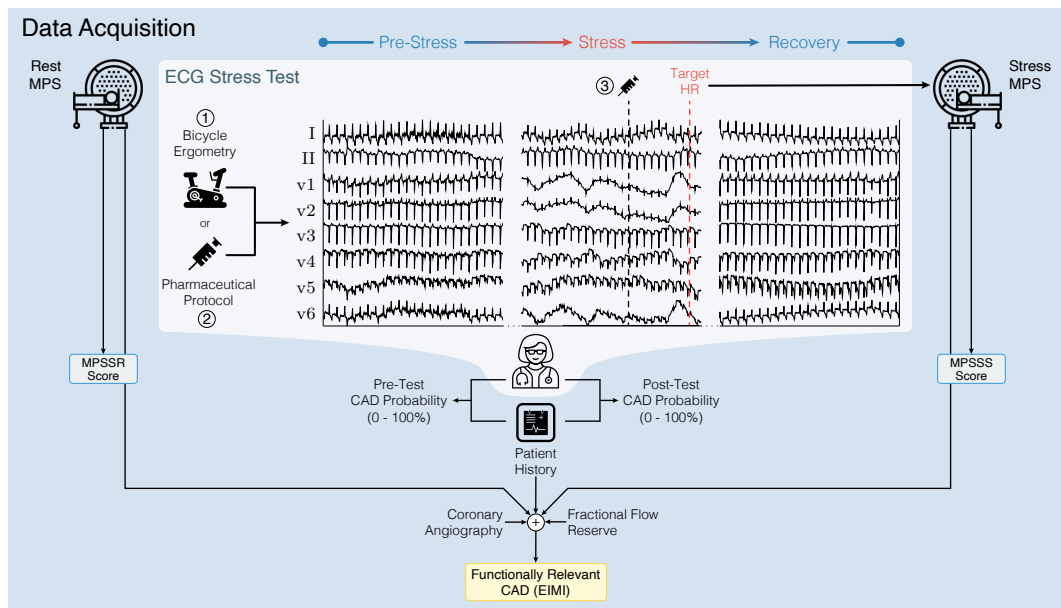 Data Acquisition
Pre-Stress
Stress
Recovery
Rest
MPS
ECG Stress Test
③
Target
HR
Stress
MPS
①
Bicycle
Ergometry
or
Pharmaceutical
Protocol
②
I
II
v1
v2
v3
v4
v5
v6
MPSSR
Score
MPSSS
Score
Pre-Test
CAD Probability
(0 - 100%)
Post-Test
CAD Probability
(0 - 100%)
Patient
History
Coronary
Angiography
+
Fractional Flow
Reserve
Functionally Relevant
CAD (EIMI)